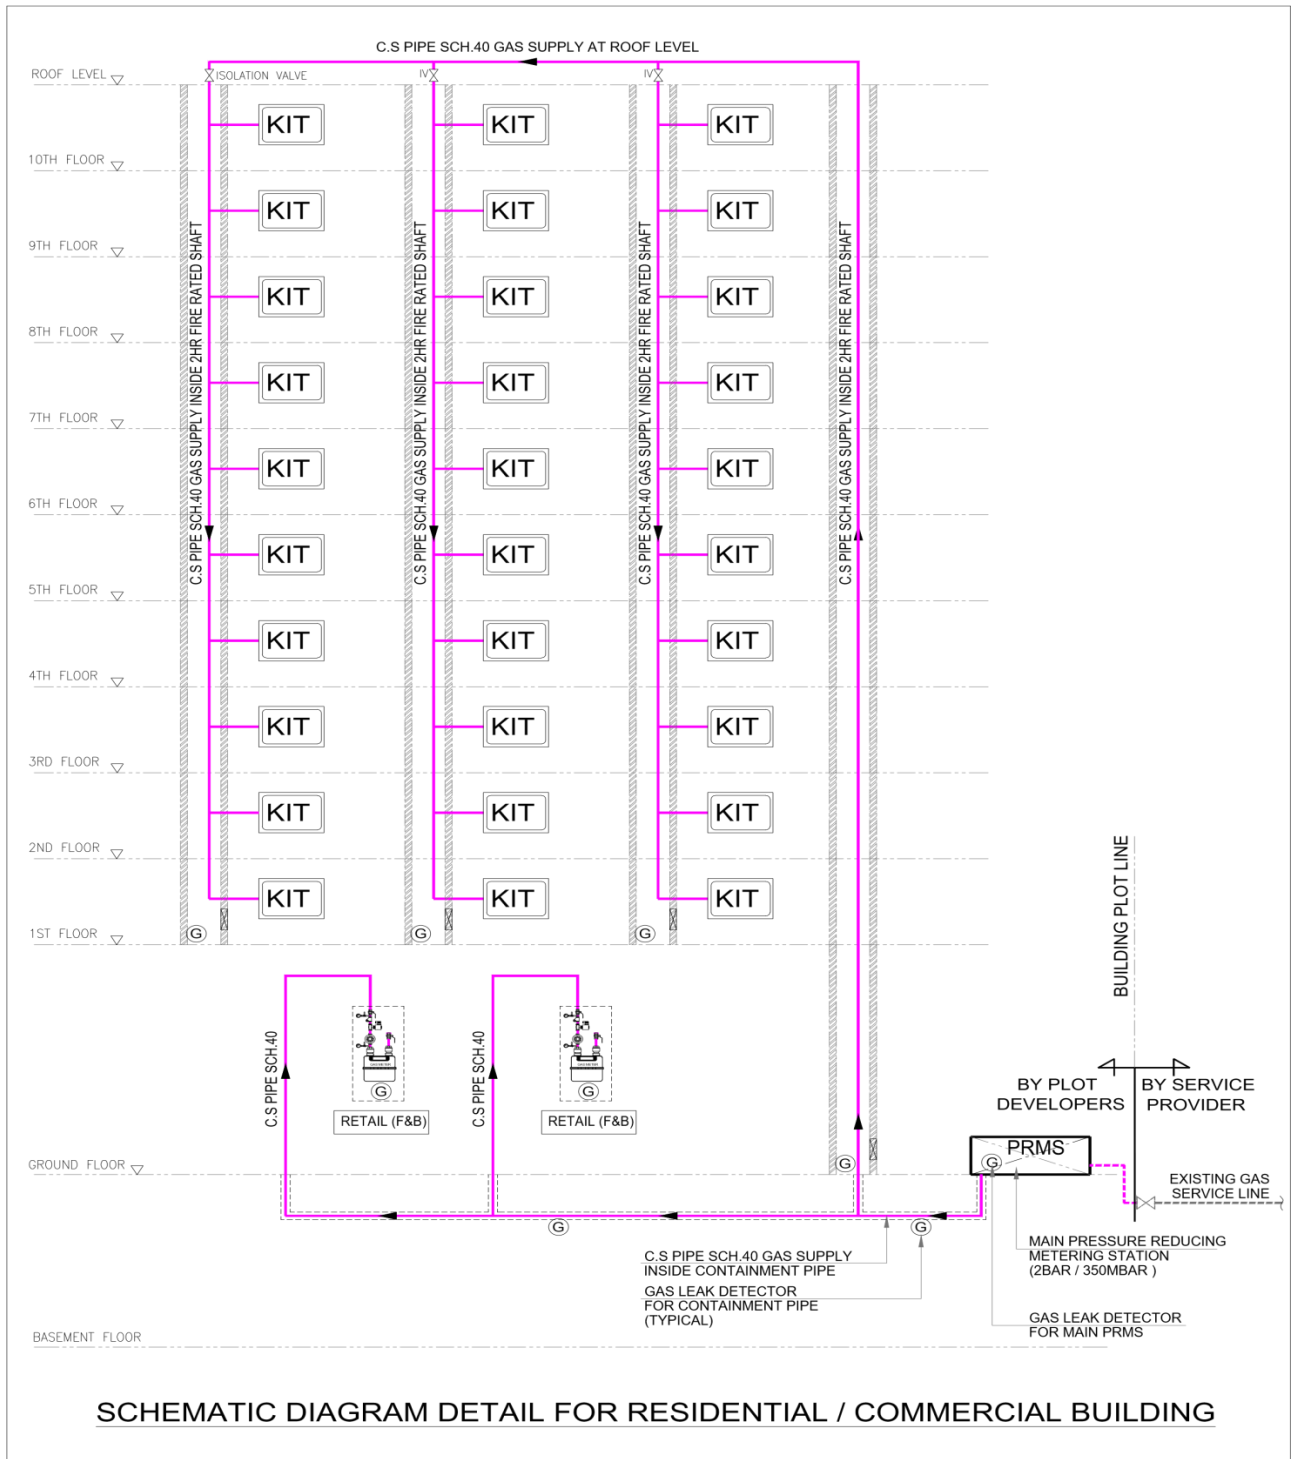 C.S PIPE SCH.40 GAS SUPPLY AT ROOF LEVEL
ROOF LEVEL
ISOLATION VALVE
IV
IV
KIT KIT KIT
10TH FLOOR
KIT KIT KIT
9TH FLOOR
KIT KIT KIT
8TH FLOOR
KIT KIT KIT
7TH FLOOR
KIT KIT KIT
6TH FLOOR
KIT KIT KIT
5TH FLOOR
KIT KIT KIT
4TH FLOOR
KIT KIT KIT
3RD FLOOR
KIT KIT KIT
2ND FLOOR
KIT KIT KIT
1ST FLOOR
G G G
C.S PIPE SCH.40 GAS SUPPLY INSIDE 2HR FIRE RATED SHAFT
C.S PIPE SCH.40 GAS SUPPLY INSIDE 2HR FIRE RATED SHAFT
C.S PIPE SCH.40 GAS SUPPLY INSIDE 2HR FIRE RATED SHAFT
C.S PIPE SCH.40 GAS SUPPLY INSIDE 2HR FIRE RATED SHAFT
BUILDING PLOT LINE
C.S PIPE SCH.40
G
RETAIL (F&B)
C.S PIPE SCH.40
G
RETAIL (F&B)
BY PLOT
DEVELOPERS
BY SERVICE
PROVIDER
GROUND FLOOR
G
PRMS
G
EXISTING GAS
SERVICE LINE
G
G
C.S PIPE SCH.40 GAS SUPPLY
INSIDE CONTAINMENT PIPE
GAS LEAK DETECTOR
FOR CONTAINMENT PIPE
(TYPICAL)
MAIN PRESSURE REDUCING
METERING STATION
(2BAR / 350MBAR )
GAS LEAK DETECTOR
FOR MAIN PRMS
BASEMENT FLOOR
SCHEMATIC DIAGRAM DETAIL FOR RESIDENTIAL / COMMERCIAL BUILDING